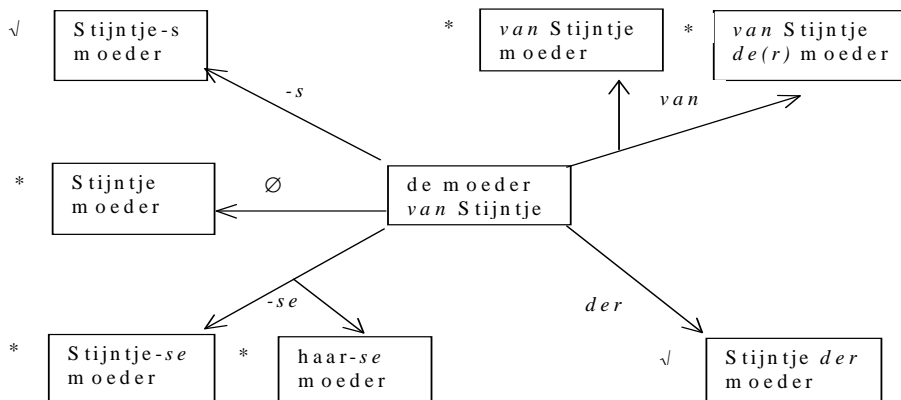 √ Stijntje-s
moeder
* van Stijntje
moeder
* van Stijntje
de(r) moeder
-s
van
* Stijntje
moeder
∅
de moeder
van Stijntje
-se
der
* Stijntje-se
moeder
* haar-se
moeder
√ Stijntje der
moeder